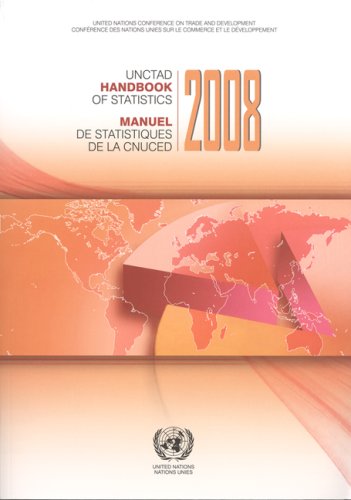 UNITED NATIONS CONFERENCE ON TRADE AND DEVELOPMENT
CONFÉRENCE DES NATIONS UNIES SUR LE COMMERCE ET LE DÉVELOPPEMENT
UNCTAD
HANDBOOK
OF STATISTICS
MANUEL
DE STATISTIQUES
DE LA CNUCED
2008
UNITED NATIONS
NATIONS UNIES